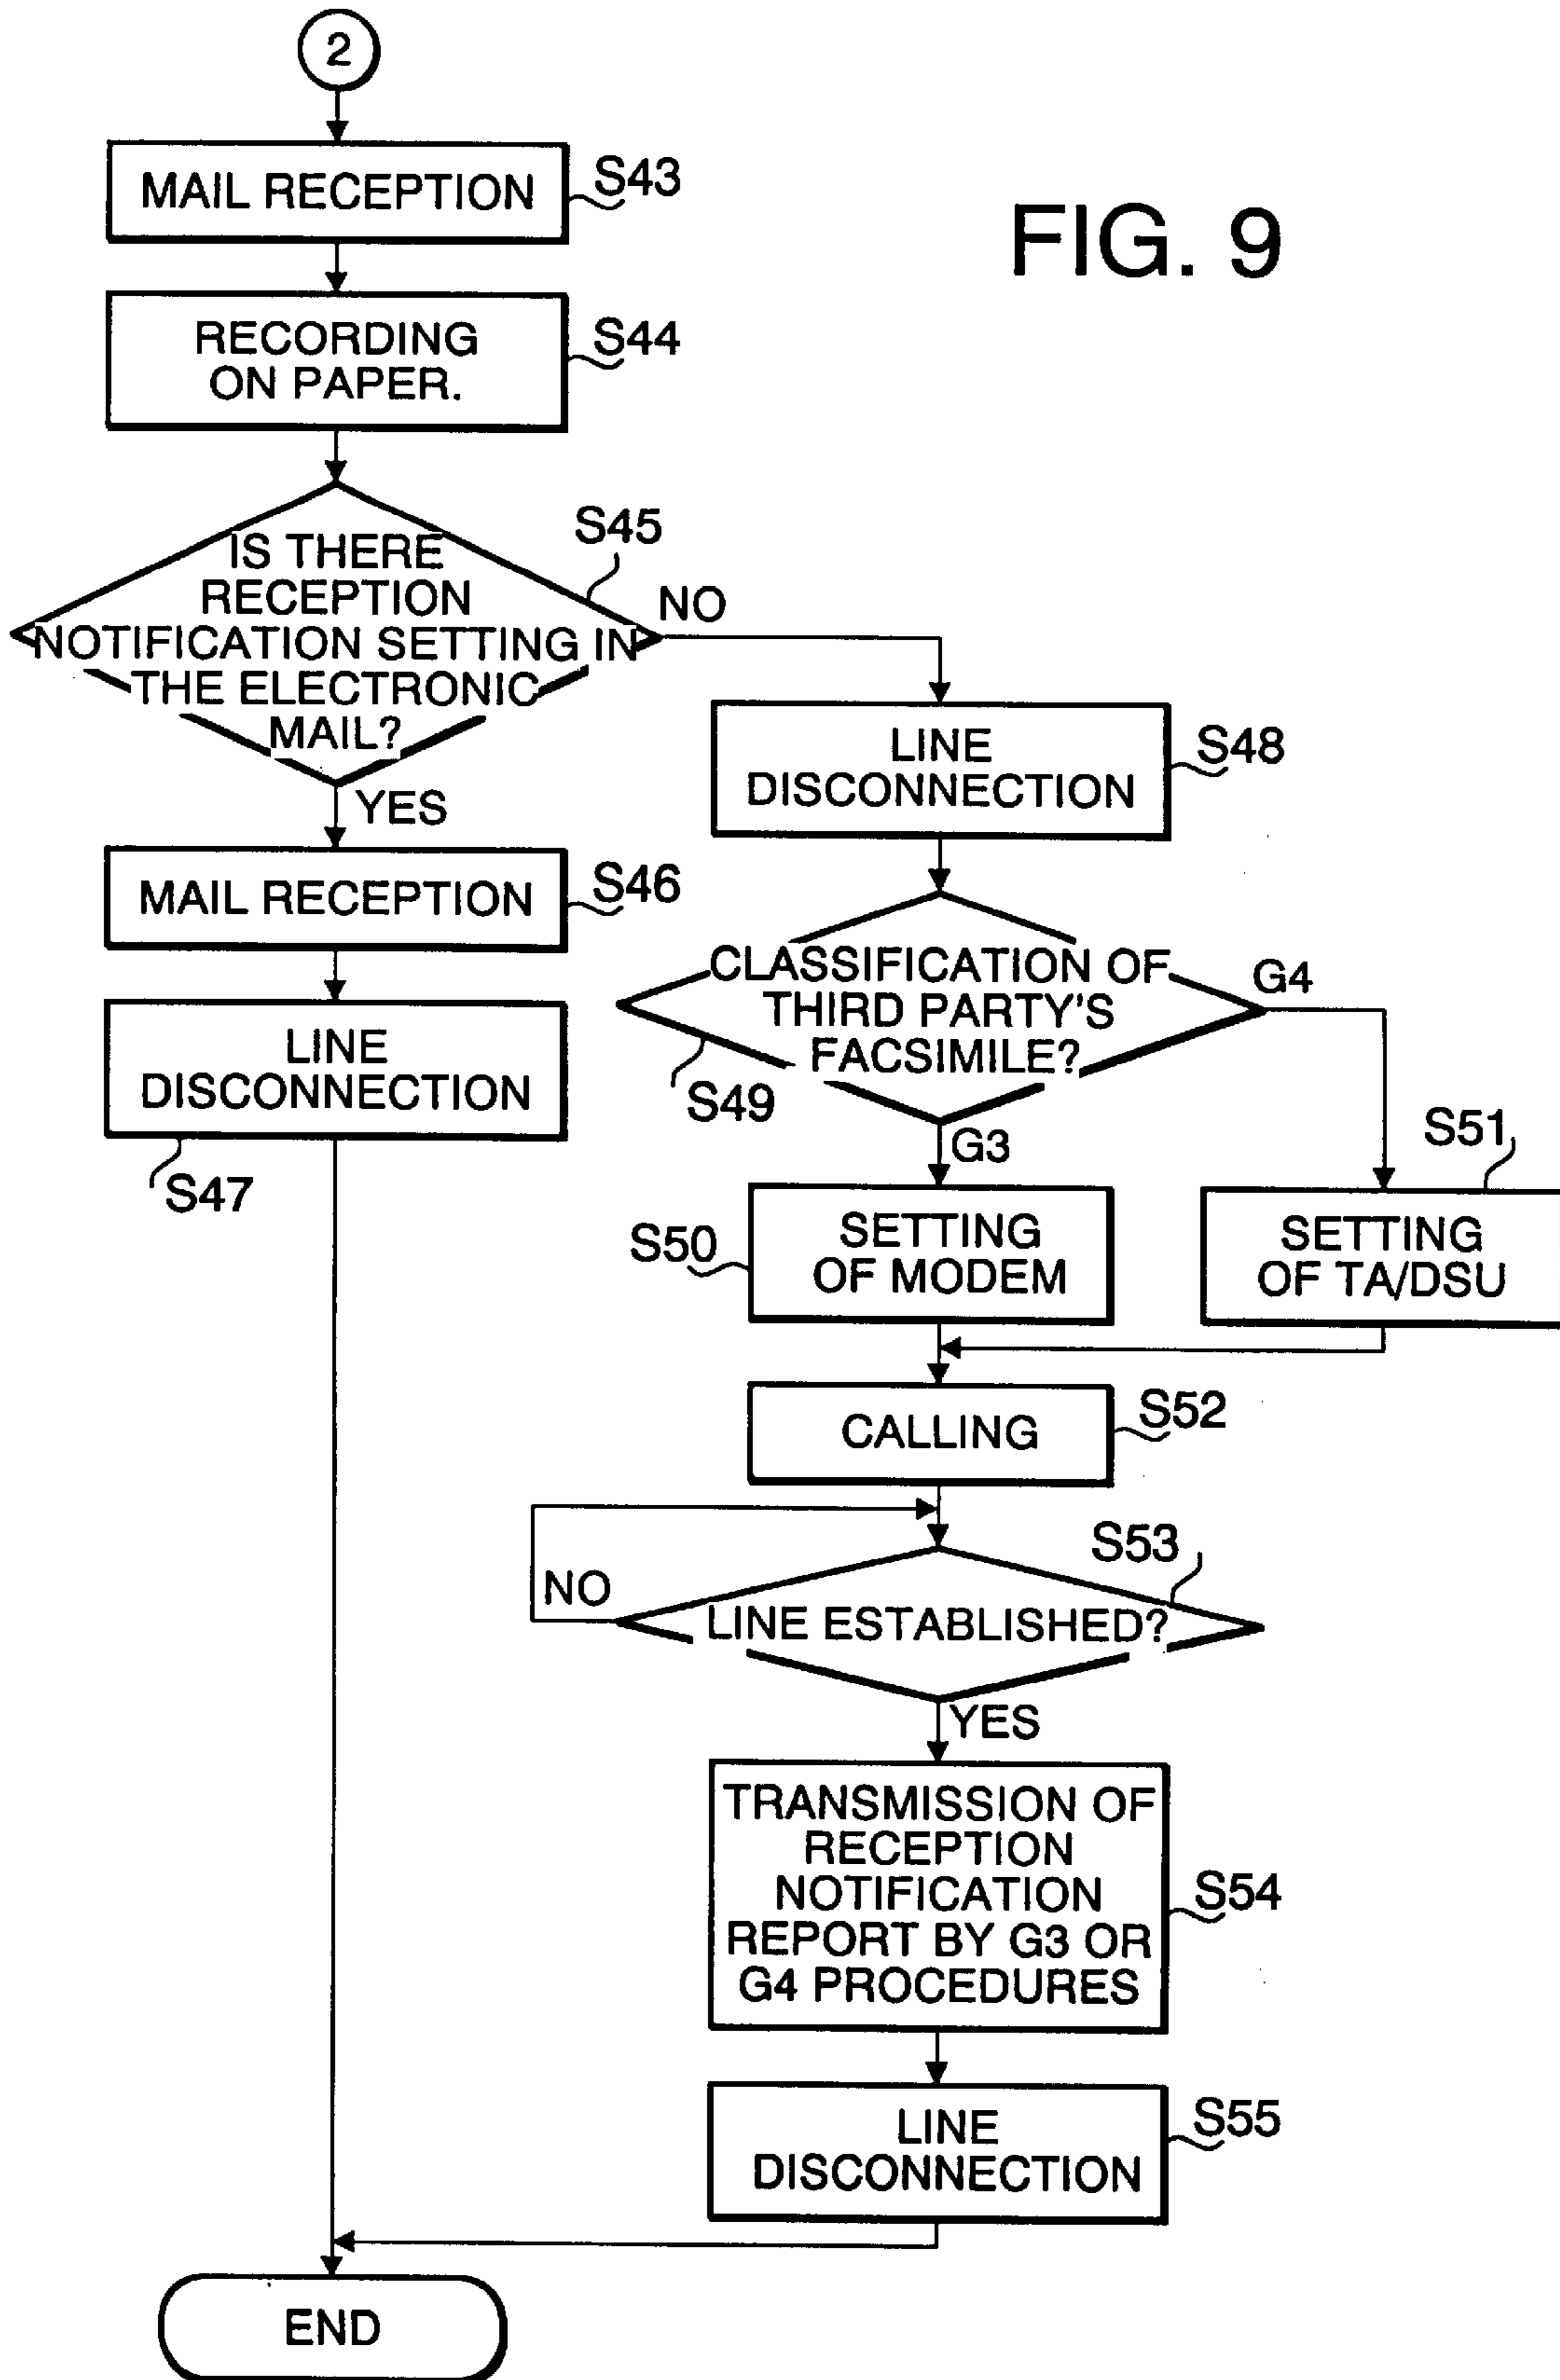 2
MAIL RECEPTION
S43
FIG. 9
RECORDING
ON PAPER.
S44
IS THERE
RECEPTION
NOTIFICATION SETTING IN
THE ELECTRONIC
MAIL?
S45
NO
YES
MAIL RECEPTION
S46
LINE
DISCONNECTION
S47
LINE
DISCONNECTION
S48
CLASSIFICATION OF
THIRD PARTY'S
FACSIMILE?
S49
G4
G3
SETTING
OF MODEM
S50
SETTING
OF TA/DSU
S51
CALLING
S52
LINE ESTABLISHED?
S53
NO
YES
TRANSMISSION OF
RECEPTION
NOTIFICATION
REPORT BY G3 OR
G4 PROCEDURES
S54
LINE
DISCONNECTION
S55
END